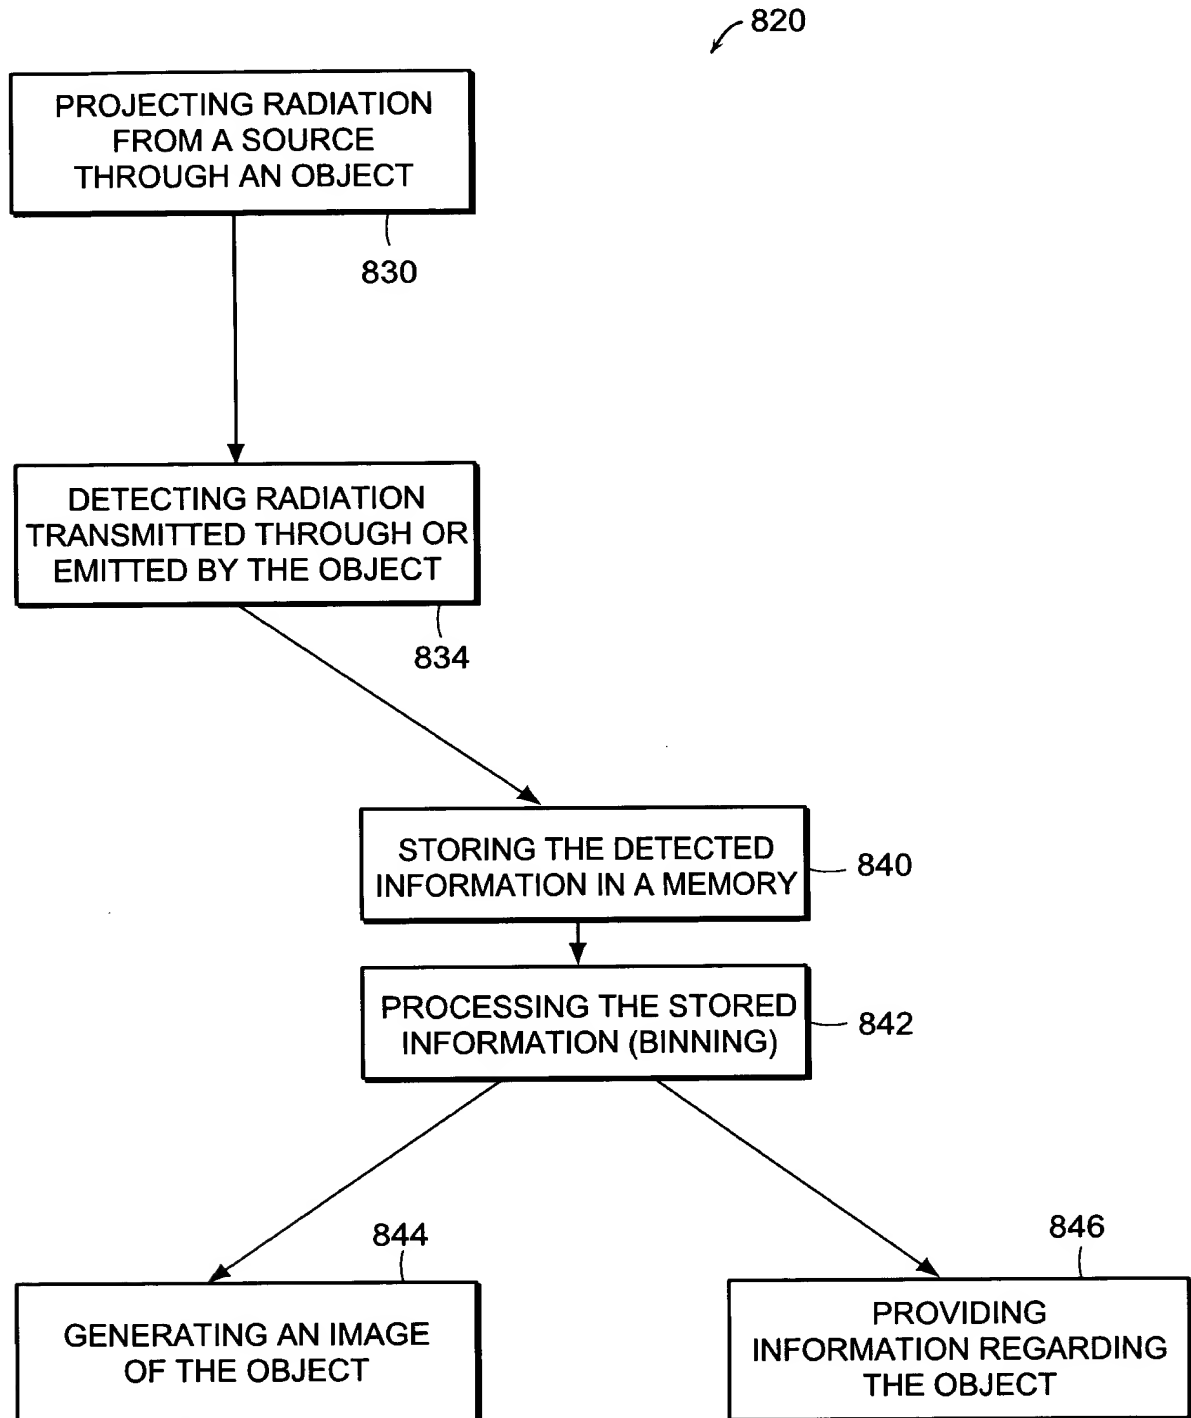 820
PROJECTING RADIATION
FROM A SOURCE
THROUGH AN OBJECT
830
DETECTING RADIATION
TRANSMITTED THROUGH OR
EMITTED BY THE OBJECT
834
STORING THE DETECTED
INFORMATION IN A MEMORY
840
PROCESSING THE STORED
INFORMATION (BINNING)
842
844
GENERATING AN IMAGE
OF THE OBJECT
846
PROVIDING
INFORMATION REGARDING
THE OBJECT